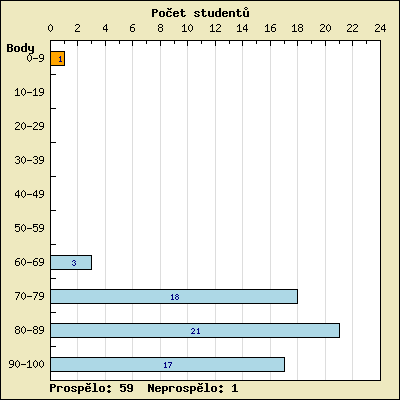 Počet studentů
0 2 4 6 8 10 12 14 16 18 20 22 24
Body
0-9 1
10-19
20-29
30-39
40-49
50-59
60-69 3
70-79 18
80-89 21
90-100 17
Prospělo: 59 Neprospělo: 1